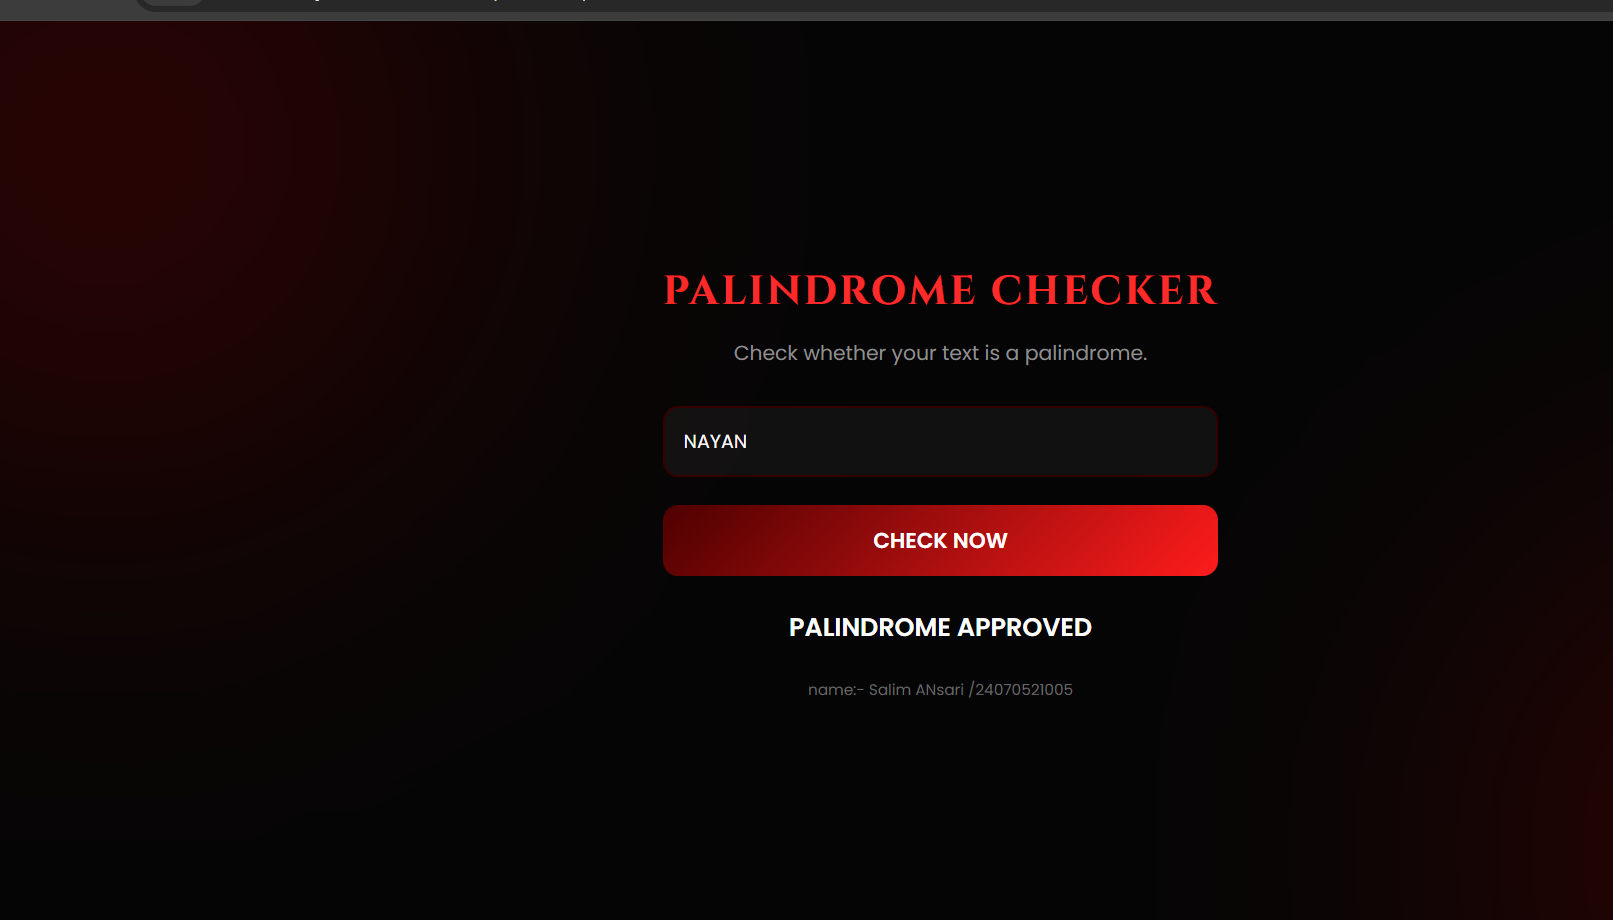 PALINDROME CHECKER
Check whether your text is a palindrome.
NAYAN
CHECK NOW
PALINDROME APPROVED
name:- Salim ANsari /24070521005